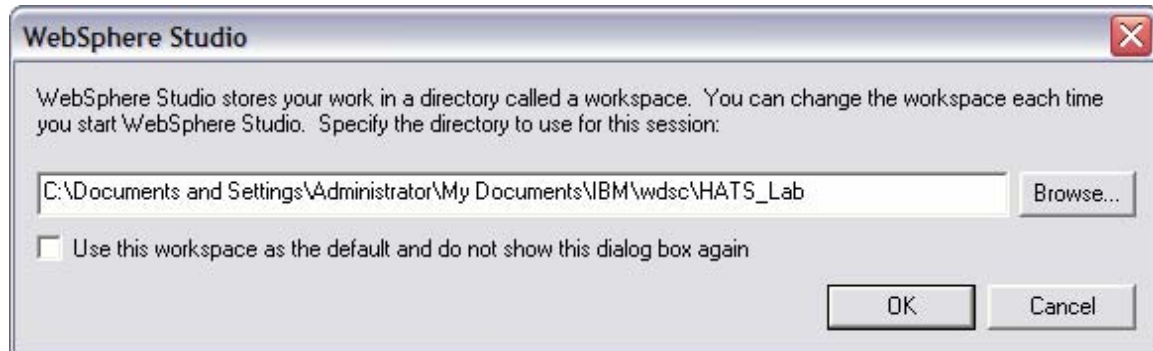 WebSphere Studio
WebSphere Studio stores your work in a directory called a workspace. You can change the workspace each time
you start WebSphere Studio. Specify the directory to use for this session:
C:\Documents and Settings\Administrator\My Documents\IBM\wdsc\HATS_Lab
Browse...
Use this workspace as the default and do not show this dialog box again
OK
Cancel